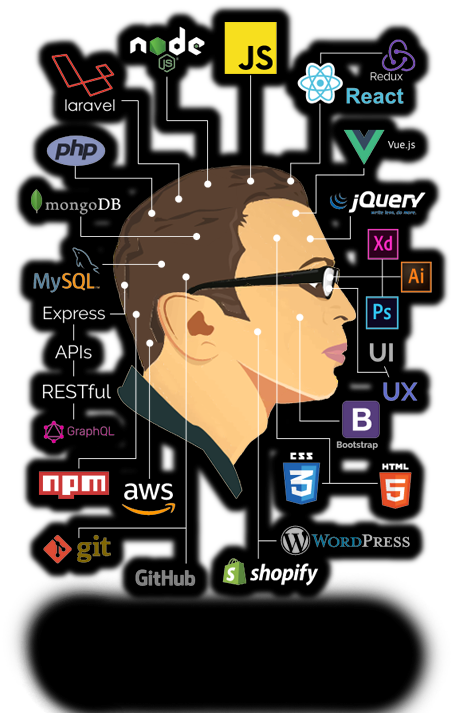 node
JS
JS
laravel
Redux
React
php
Vue.js
mongoDB
jQuery
write less, do more.
Xd
MySQL
Ai
Express
Ps
APIs
UI
RESTful
UX
GraphQL
B
Bootstrap
npm
aws
CSS
3
HTML
5
git
WORDPRESS
GitHub
shopify